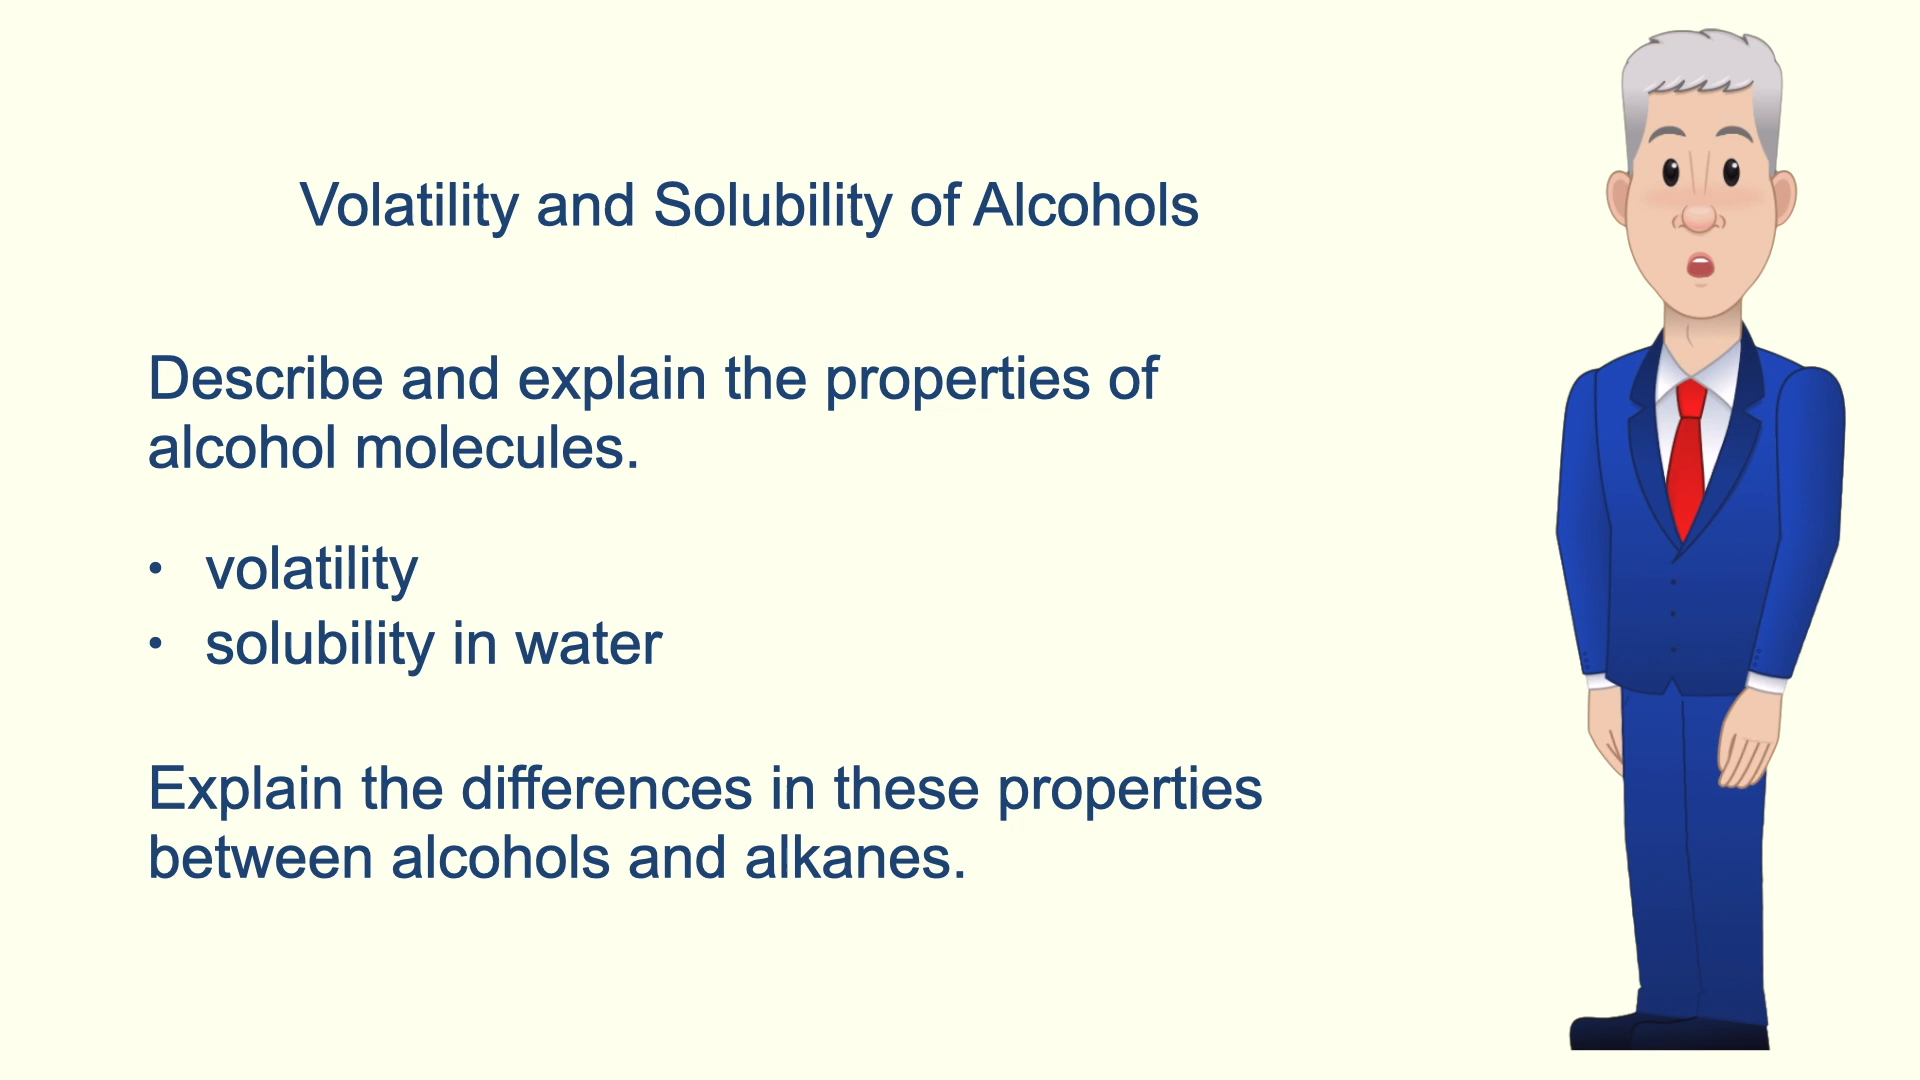 Volatility and Solubility of Alcohols
Describe and explain the properties of
alcohol molecules.
• volatility
• solubility in water
Explain the differences in these properties
between alcohols and alkanes.